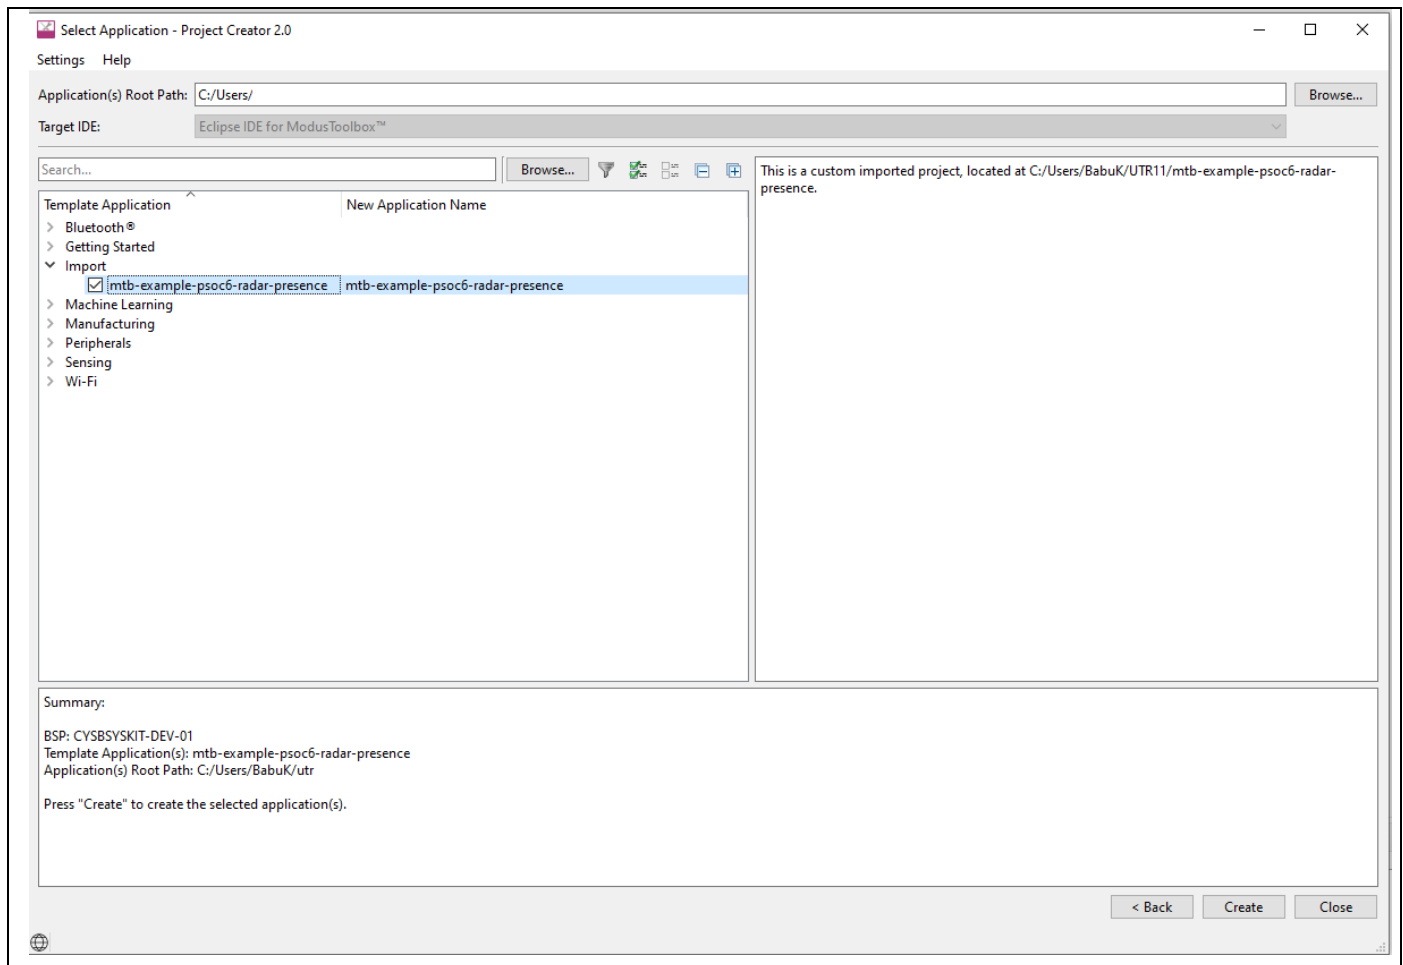 Select Application - Project Creator 2.0
Settings Help
Application(s) Root Path: C:/Users/ Browse...
Target IDE: Eclipse IDE for ModusToolbox™
Search... Browse...
Template Application New Application Name
Bluetooth®
Getting Started
Import
mtb-example-psoc6-radar-presence mtb-example-psoc6-radar-presence
Machine Learning
Manufacturing
Peripherals
Sensing
Wi-Fi
This is a custom imported project, located at C:/Users/BabuK/UTR11/mtb-example-psoc6-radar-
presence.
Summary:
BSP: CYSBSYSKIT-DEV-01
Template Application(s): mtb-example-psoc6-radar-presence
Application(s) Root Path: C:/Users/BabuK/utr
Press "Create" to create the selected application(s).
< Back Create Close